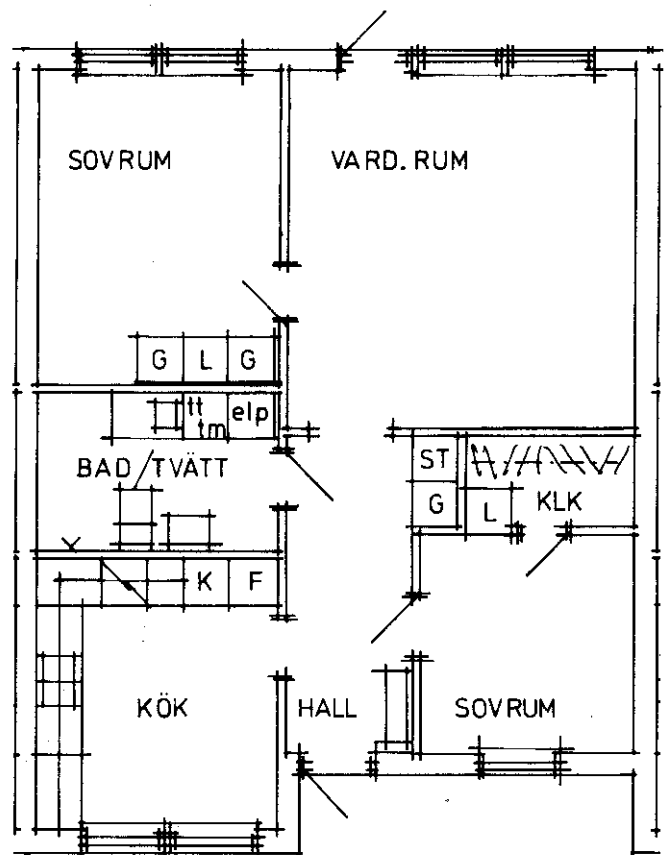 SOVRUM
VARD. RUM
G L G
tt
tm
elp
BAD/TVÄTT
ST
G
L
KLK
K F
KÖK
HALL
SOVRUM